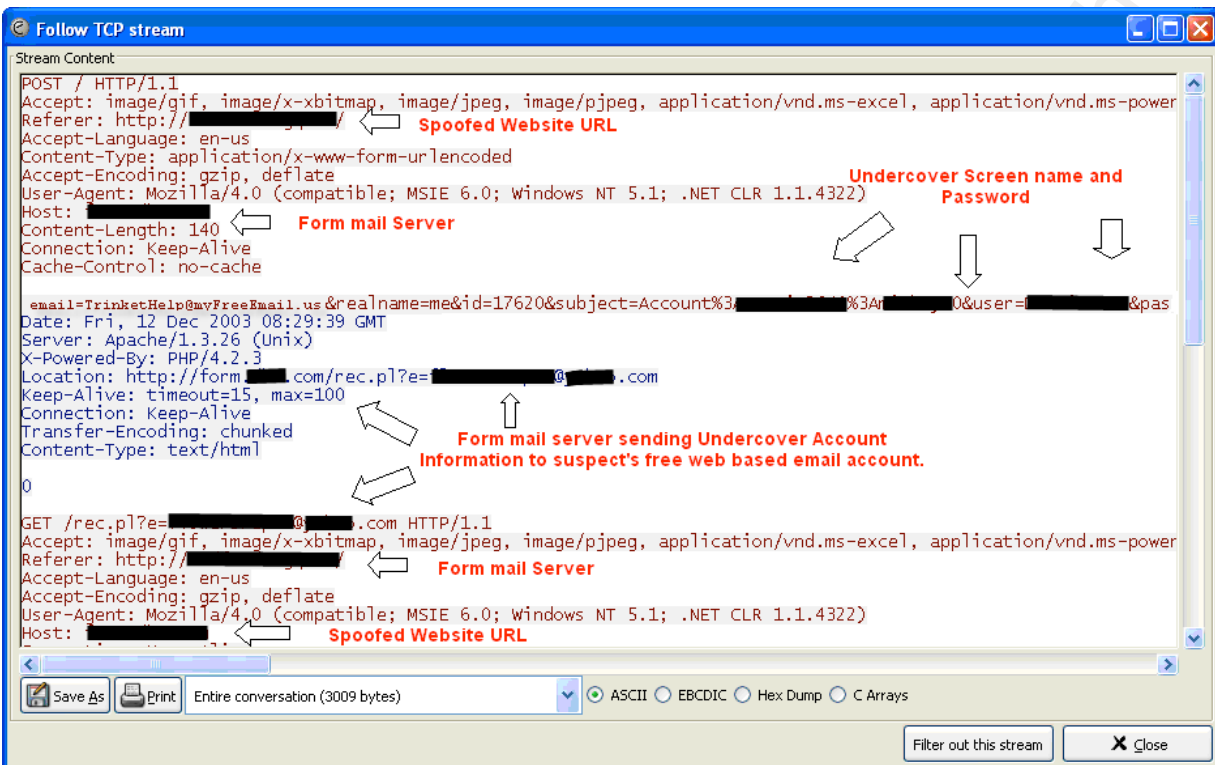 Follow TCP stream
Stream Content
POST / HTTP/1.1
Accept: image/gif, image/x-xbitmap, image/jpeg, image/pjpeg, application/vnd.ms-excel, application/vnd.ms-power
Referer: http:// / Spoofed Website URL
Accept-Language: en-us
Content-Type: application/x-www-form-urlencoded
Accept-Encoding: gzip, deflate
User-Agent: Mozilla/4.0 (compatible; MSIE 6.0; Windows NT 5.1; .NET CLR 1.1.4322)
Undercover Screen name and
Password
Host:
Content-Length: 140 Form mail Server
Connection: Keep-Alive
Cache-Control: no-cache
email=TrinketHelp@myFreeEmail.us&realname=me&id=17620&subject=Account%3 %3A 0&user= &pas
Date: Fri, 12 Dec 2003 08:29:39 GMT
Server: Apache/1.3.26 (Unix)
X-Powered-By: PHP/4.2.3
Location: http://form. .com/rec.pl?e= @ .com
Keep-Alive: timeout=15, max=100
Connection: Keep-Alive
Transfer-Encoding: chunked
Content-Type: text/html
Form mail server sending Undercover Account
Information to suspect's free web based email account.
0
GET /rec.pl?e= @ .com HTTP/1.1
Accept: image/gif, image/x-xbitmap, image/jpeg, image/pjpeg, application/vnd.ms-excel, application/vnd.ms-power
Referer: http:// / Form mail Server
Accept-Language: en-us
Accept-Encoding: gzip, deflate
User-Agent: Mozilla/4.0 (compatible; MSIE 6.0; Windows NT 5.1; .NET CLR 1.1.4322)
Host: Spoofed Website URL
Save As Print Entire conversation (3009 bytes) ASCII EBCDIC Hex Dump C Arrays
Filter out this stream Close